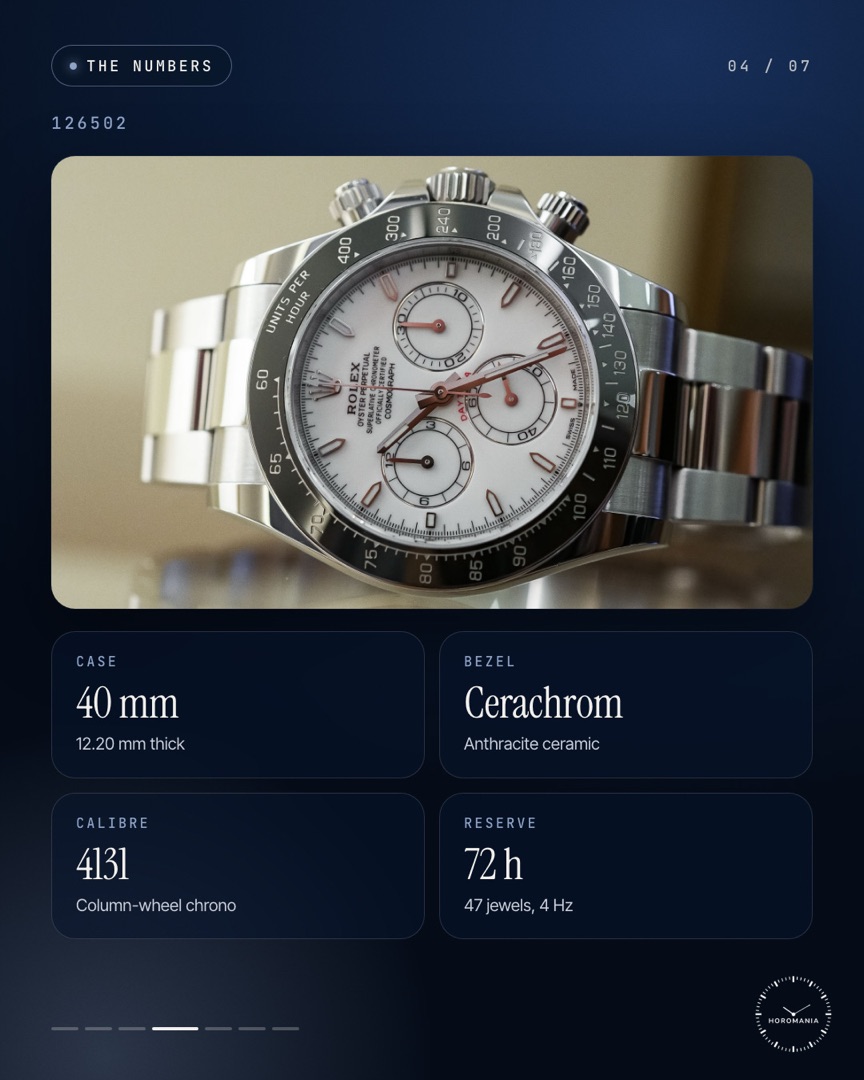 THE NUMBERS
04 / 07
126502
UNITS PER
HOUR
400
300
240
200
180
160
150
140
130
120
110
100
90
85
80
75
70
65
60
ROLEX
OYSTER PERPETUAL
SUPERLATIVE CHRONOMETER
OFFICIALLY CERTIFIED
COSMOGRAPH
SWISS MADE
CASE
40 mm
12.20 mm thick
BEZEL
Cerachrom
Anthracite ceramic
CALIBRE
4131
Column-wheel chrono
RESERVE
72 h
47 jewels, 4 Hz
HOROMANIA